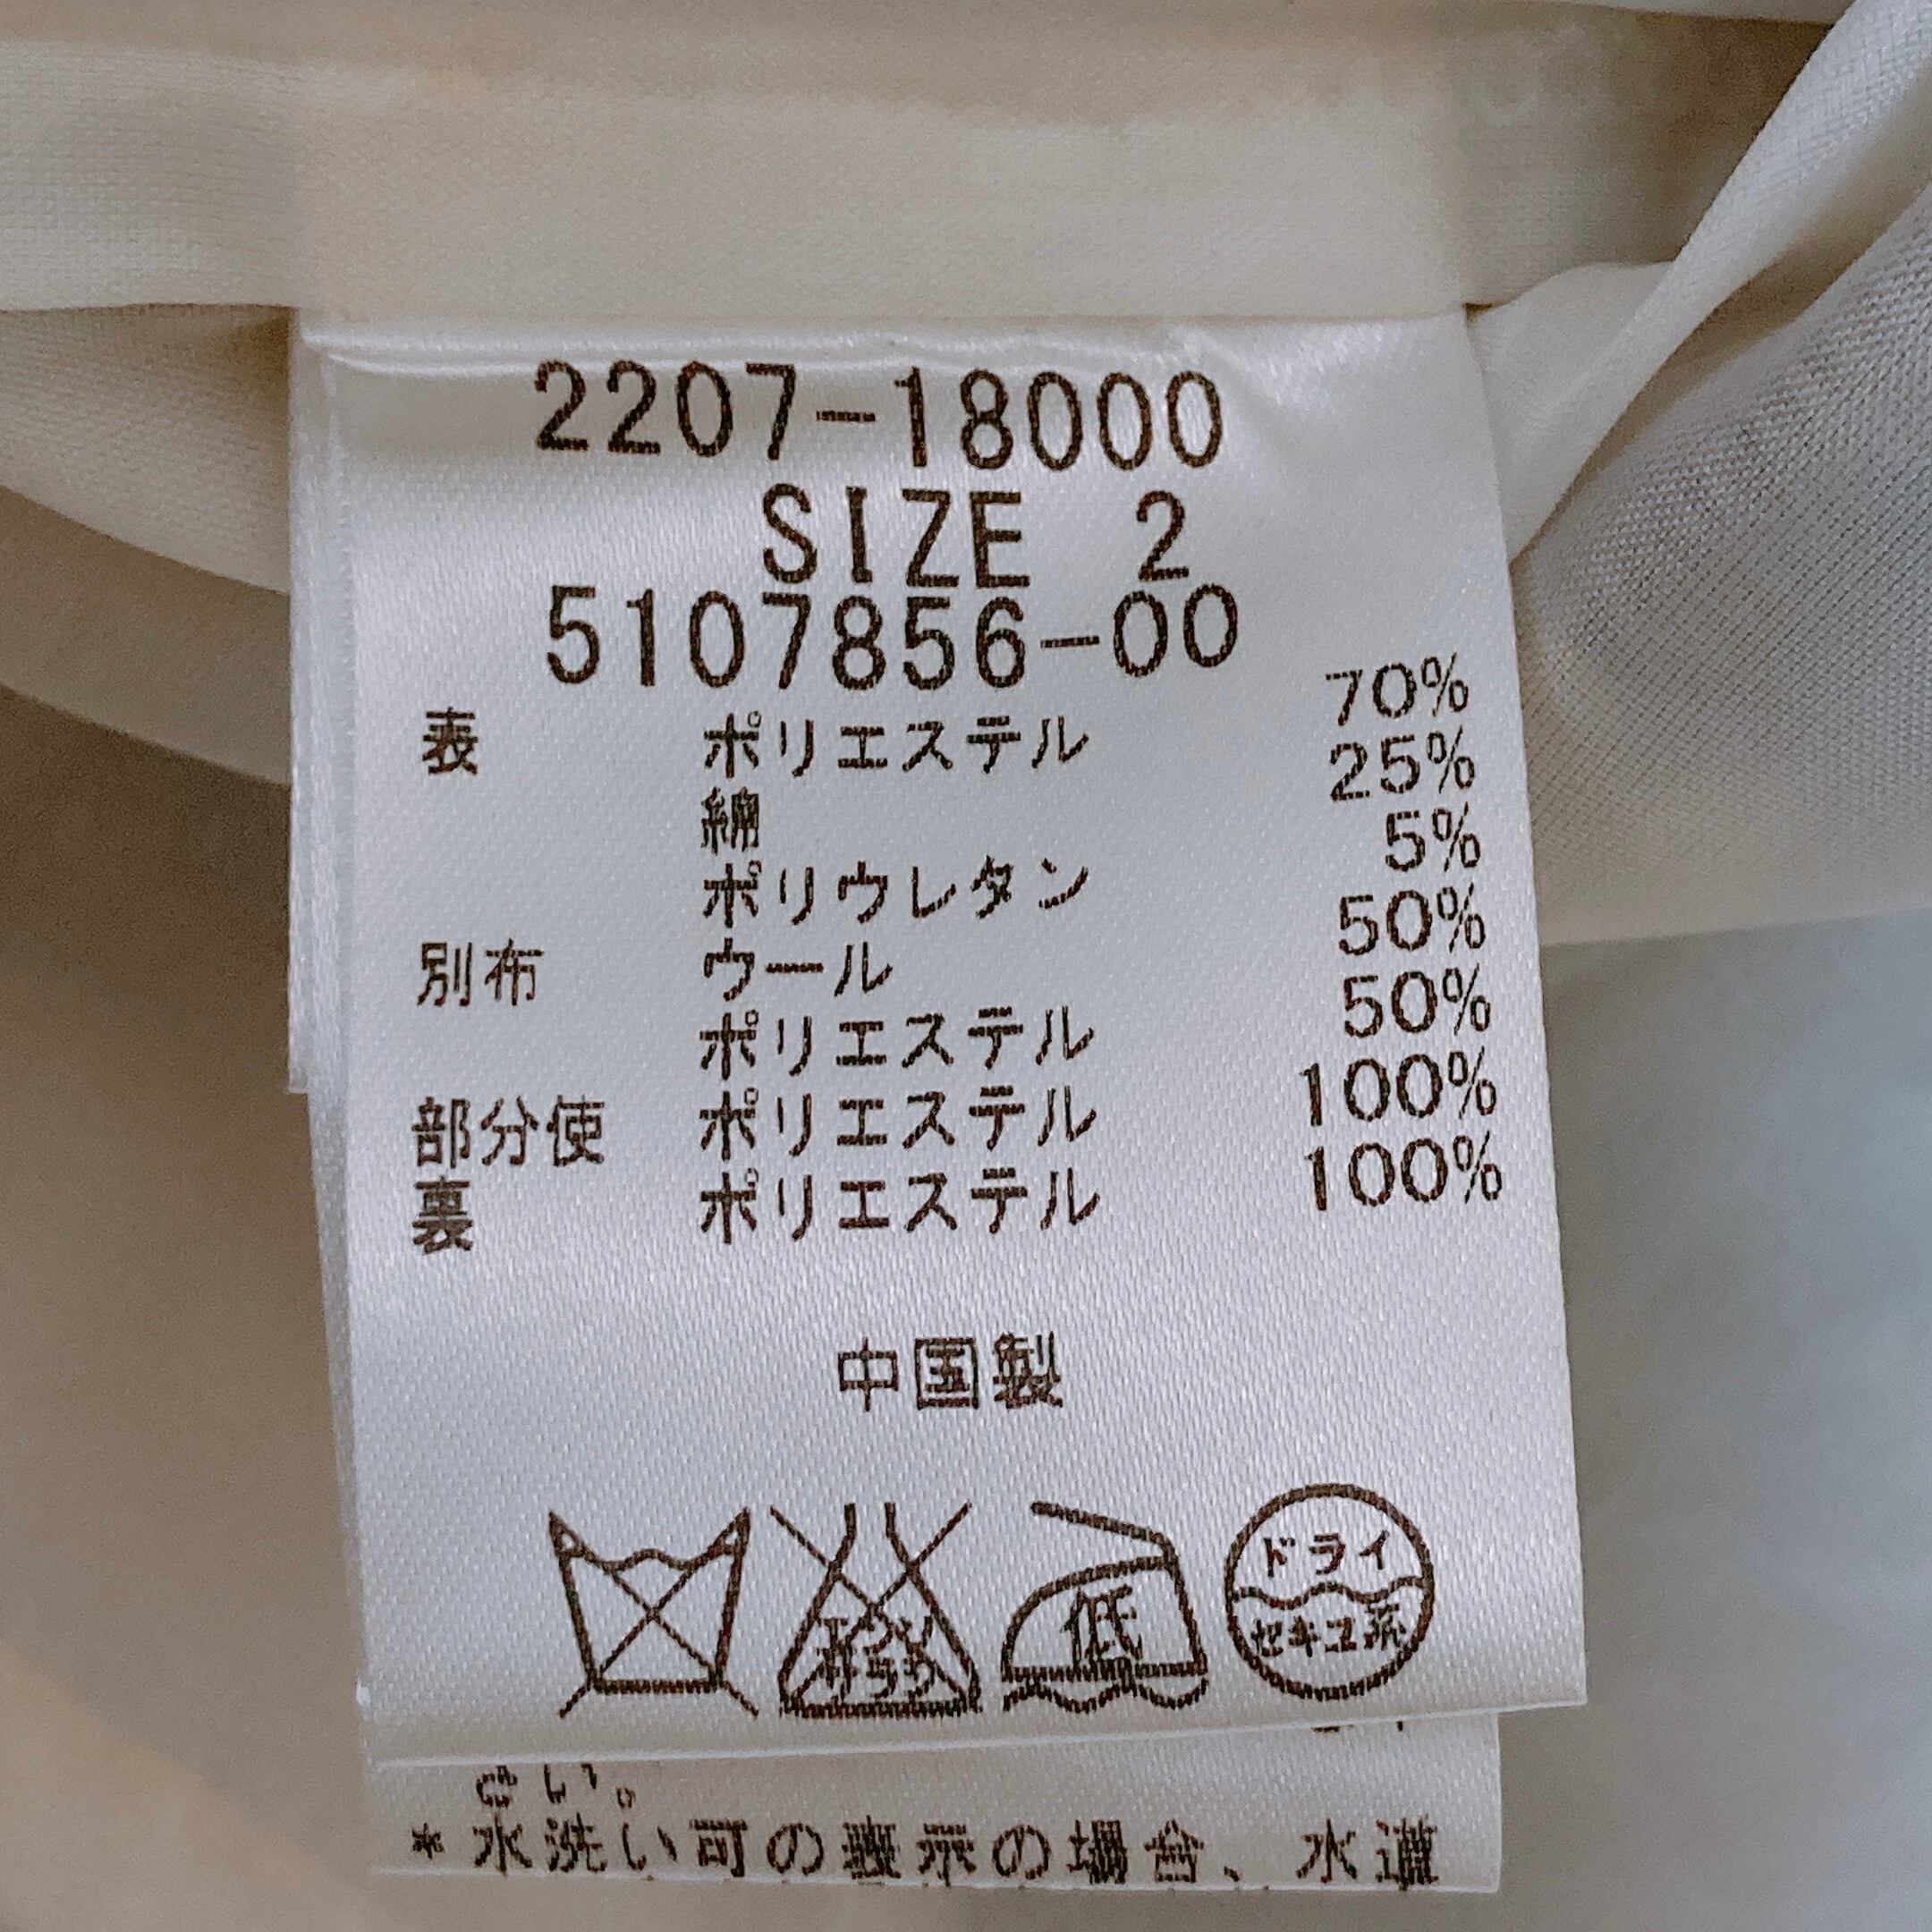 2207-18000
SIZE 2
5107856-00
表 ポリエステル 70%
綿 25%
ポリウレタン 5%
別布 ウール 50%
ポリエステル 50%
部分使 ポリエステル 100%
裏 ポリエステル 100%
中国製
低
ドライ
セキユ系
さい。
*水洗い可の表示の場合、水道